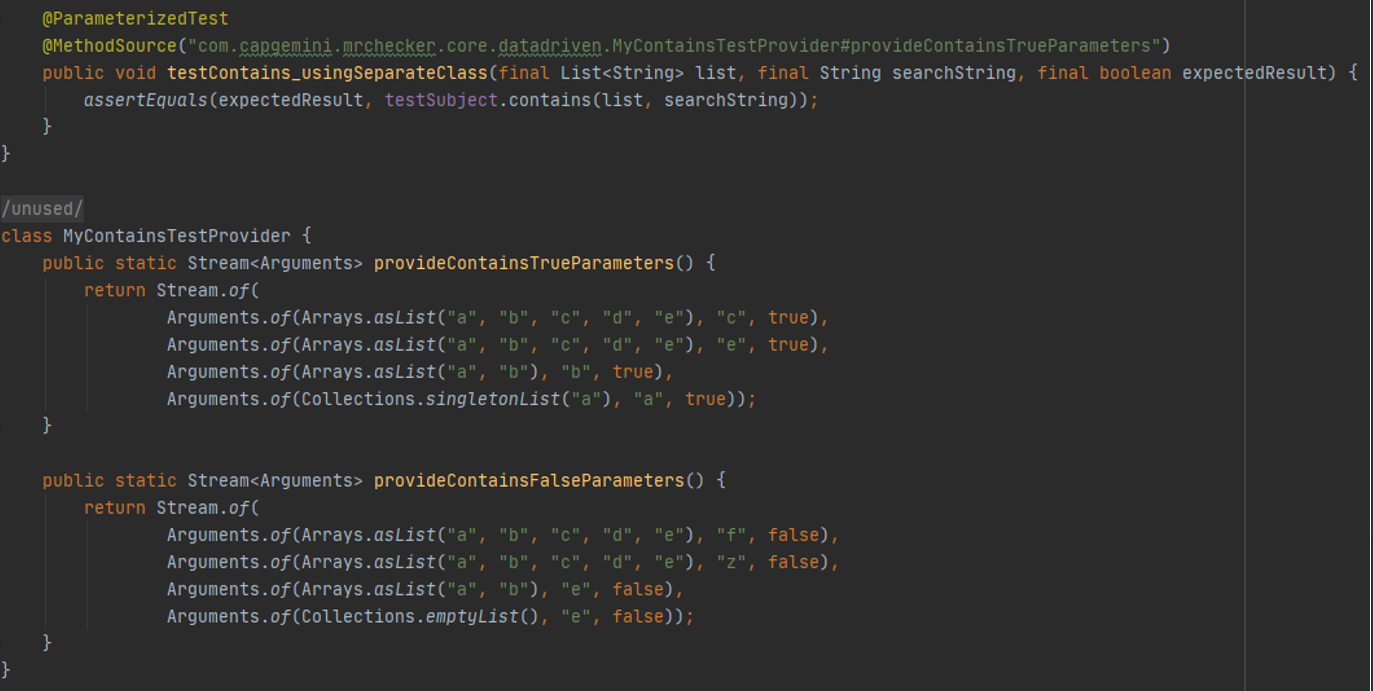 @ParameterizedTest
@MethodSource("com.capgemini.mrchecker.core.datadriven.MyContainsTestProvider#provideContainsTrueParameters")
public void testContains_usingSeparateClass(final List<String> list, final String searchString, final boolean expectedResult) {
assertEquals(expectedResult, testSubject.contains(list, searchString));
}
}
/unused/
class MyContainsTestProvider {
public static Stream<Arguments> provideContainsTrueParameters() {
return Stream.of(
Arguments.of(Arrays.asList("a", "b", "c", "d", "e"), "c", true),
Arguments.of(Arrays.asList("a", "b", "c", "d", "e"), "e", true),
Arguments.of(Arrays.asList("a", "b"), "b", true),
Arguments.of(Collections.singletonList("a"), "a", true));
}
public static Stream<Arguments> provideContainsFalseParameters() {
return Stream.of(
Arguments.of(Arrays.asList("a", "b", "c", "d", "e"), "f", false),
Arguments.of(Arrays.asList("a", "b", "c", "d", "e"), "z", false),
Arguments.of(Arrays.asList("a", "b"), "e", false),
Arguments.of(Collections.emptyList(), "e", false));
}
}